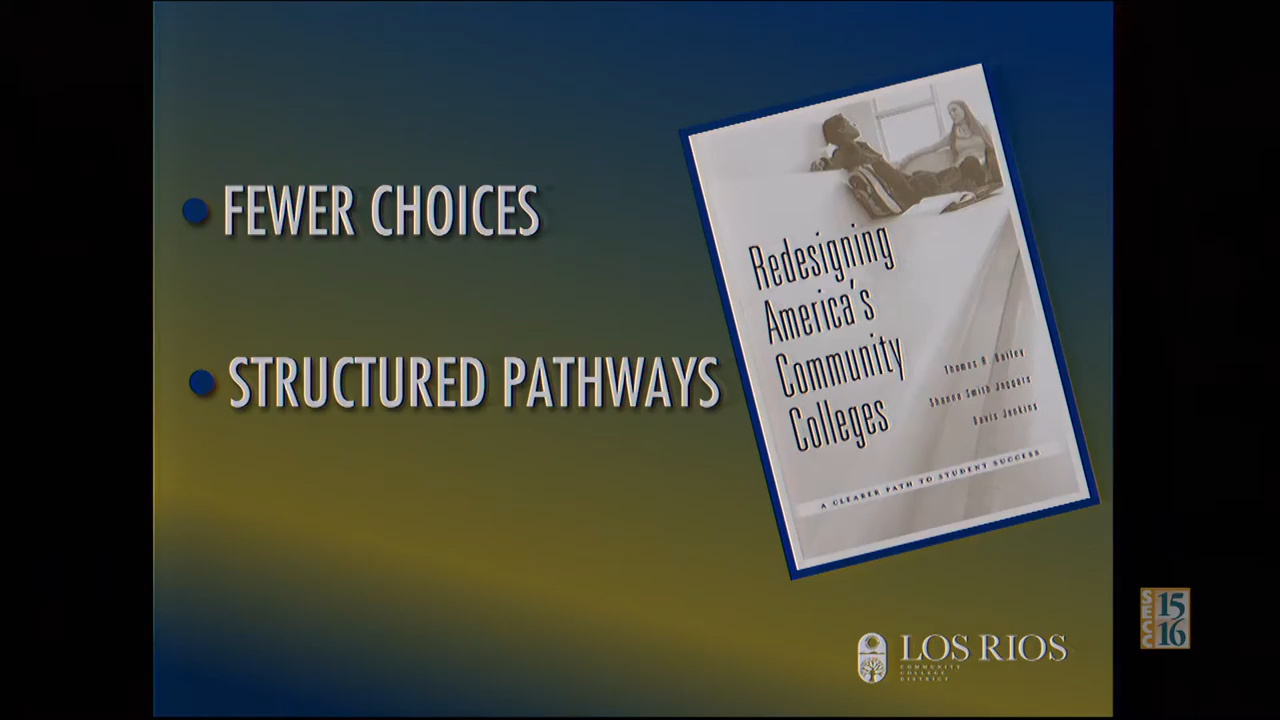 FEWER CHOICES
STRUCTURED PATHWAYS
Redesigning
America's
Community
Colleges
Thomas R. Bailey
Shanna Smith Jaggars
Davis Jenkins
A CLEARER PATH TO STUDENT SUCCESS
LOS RIOS
COMMUNITY
COLLEGE
DISTRICT
SECC
15
16